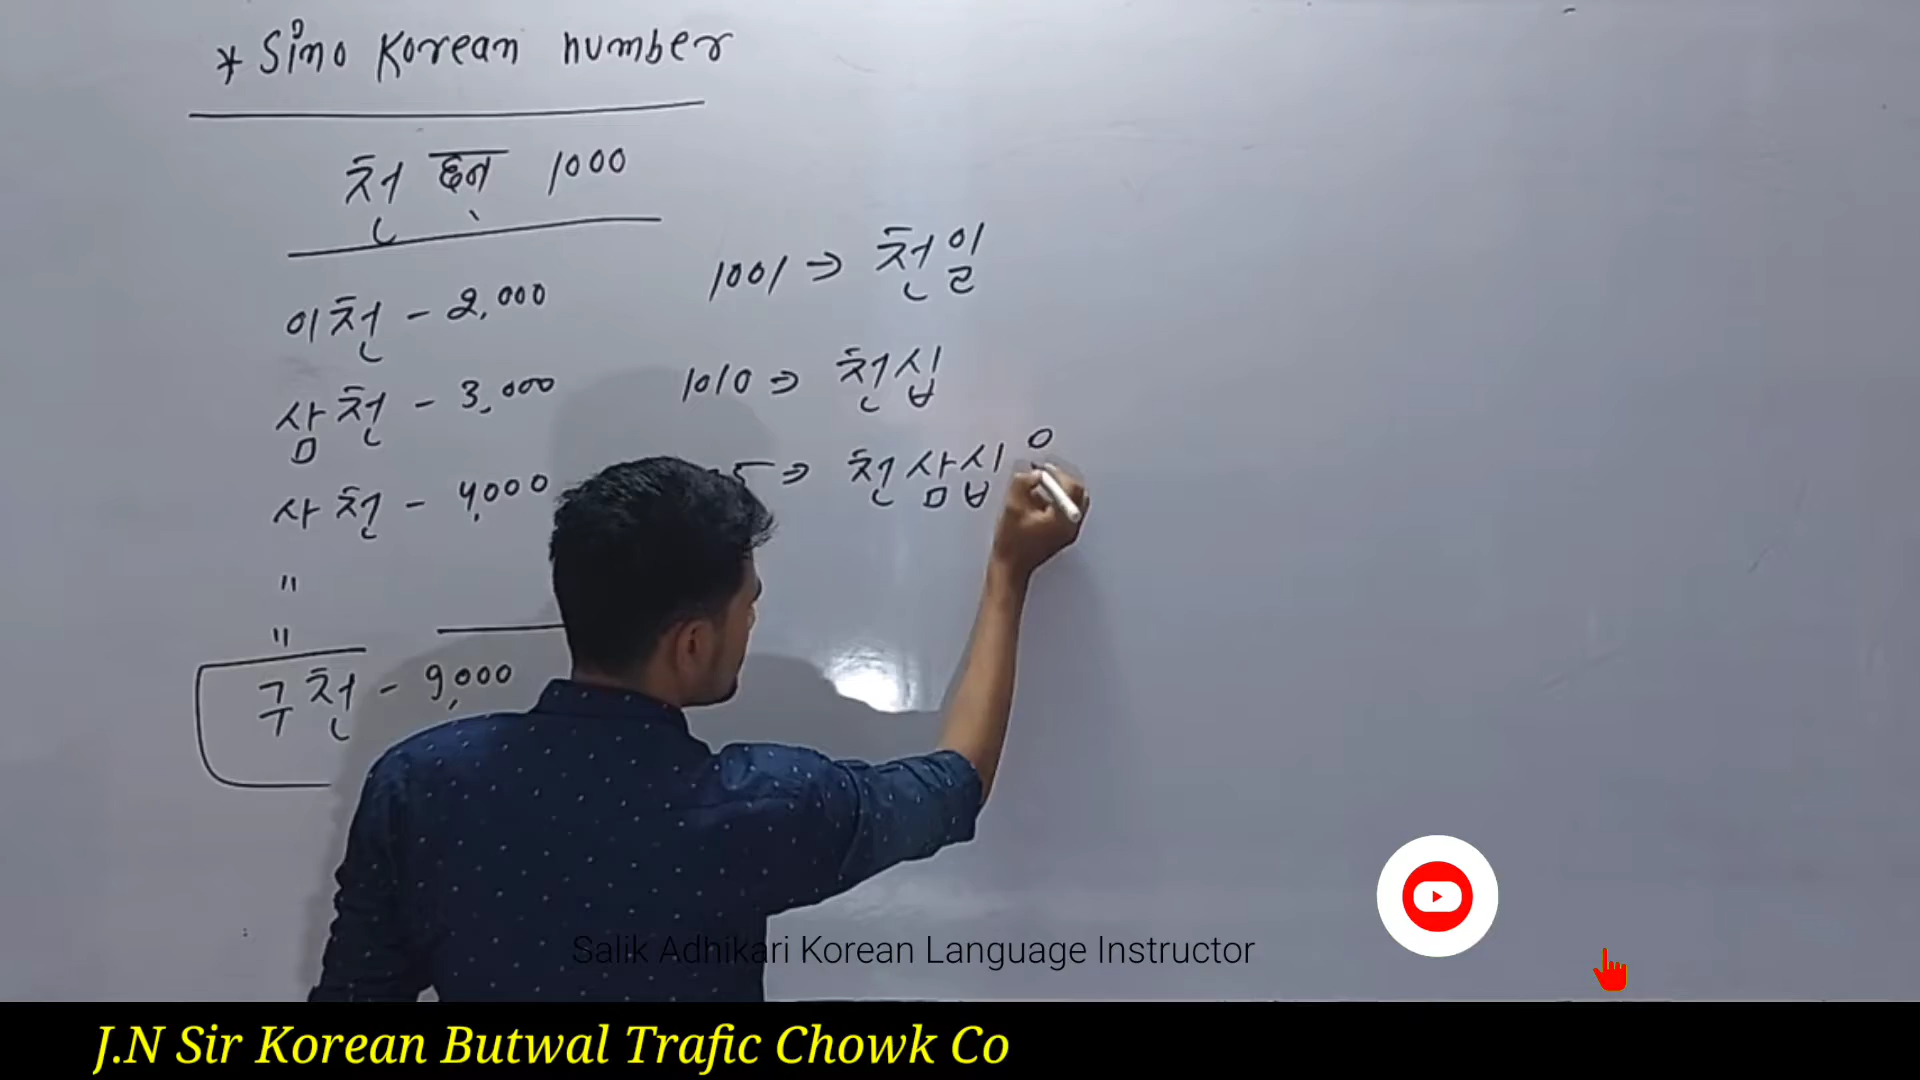 * Sino Korean number
천 छन् 1000
이천 - 2,000
삼천 - 3,000
사천 - 4,000
"
"
구천 - 9,000
1001 ⇒ 천일
1010 ⇒ 천십
5 ⇒ 천삼십
Salik Adhikari Korean Language Instructor
J.N Sir Korean Butwal Trafic Chowk Co